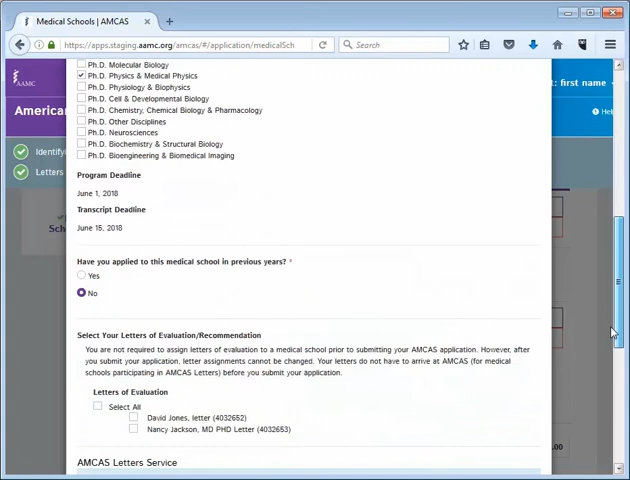 Medical Schools | AMCAS
https://apps.staging.aamc.org/amcas/#/application/medicalSch
Search
AAMC
t: first name
American
Hel
Identifyi
Letters
Sch
.00
Ph.D. Molecular Biology
Ph.D. Physics & Medical Physics
Ph.D. Physiology & Biophysics
Ph.D. Cell & Developmental Biology
Ph.D. Chemistry, Chemical Biology & Pharmacology
Ph.D. Other Disciplines
Ph.D. Neurosciences
Ph.D. Biochemistry & Structural Biology
Ph.D. Bioengineering & Biomedical Imaging
Program Deadline
June 1, 2018
Transcript Deadline
June 15, 2018
Have you applied to this medical school in previous years? *
Yes
No
Select Your Letters of Evaluation/Recommendation
You are not required to assign letters of evaluation to a medical school prior to submitting your AMCAS application. However, after
you submit your application, letter assignments cannot be changed. Your letters do not have to arrive at AMCAS (for medical
schools participating in AMCAS Letters) before you submit your application.
Letters of Evaluation
Select All
David Jones, letter (4032652)
Nancy Jackson, MD PHD Letter (4032653)
AMCAS Letters Service